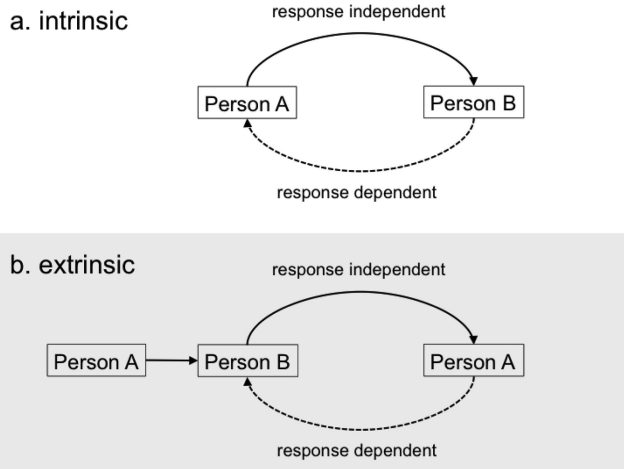 a. intrinsic
response independent
Person A
Person B
response dependent
b. extrinsic
response independent
Person A
Person B
Person A
response dependent